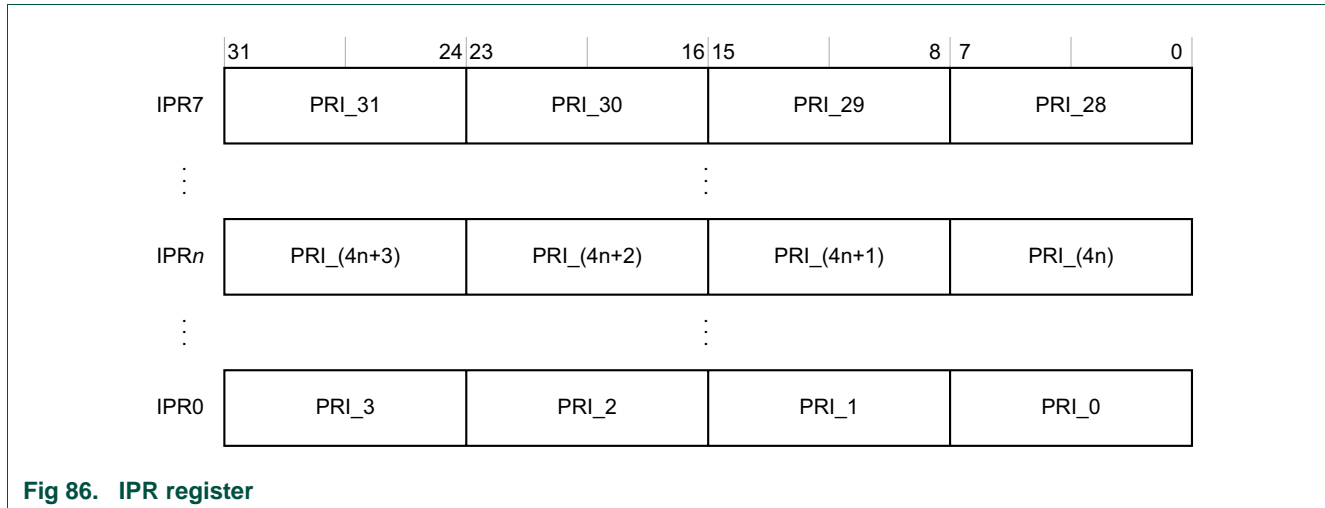 31 24 23 16 15 8 7 0
IPR7 PRI_31 PRI_30 PRI_29 PRI_28
IPRn PRI_(4n+3) PRI_(4n+2) PRI_(4n+1) PRI_(4n)
IPR0 PRI_3 PRI_2 PRI_1 PRI_0
Fig 86. IPR register